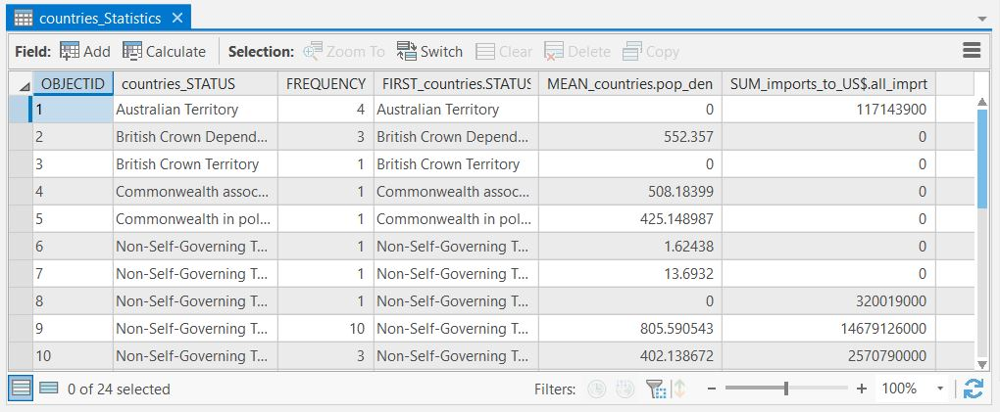 countries_Statistics
Field: Add Calculate Selection: Zoom To Switch Clear Delete Copy
OBJECTID countries_STATUS FREQUENCY FIRST_countries.STATUS MEAN_countries.pop_den SUM_imports_to_US$.all_imprt
1 Australian Territory 4 Australian Territory 0 117143900
2 British Crown Depend... 3 British Crown Depend... 552.357 0
3 British Crown Territory 1 British Crown Territory 0 0
4 Commonwealth assoc... 1 Commonwealth assoc... 508.18399 0
5 Commonwealth in pol... 1 Commonwealth in pol... 425.148987 0
6 Non-Self-Governing T... 1 Non-Self-Governing T... 1.62438 0
7 Non-Self-Governing T... 1 Non-Self-Governing T... 13.6932 0
8 Non-Self-Governing T... 1 Non-Self-Governing T... 0 320019000
9 Non-Self-Governing T... 10 Non-Self-Governing T... 805.590543 14679126000
10 Non-Self-Governing T... 3 Non-Self-Governing T... 402.138672 2570790000
0 of 24 selected Filters: 100%